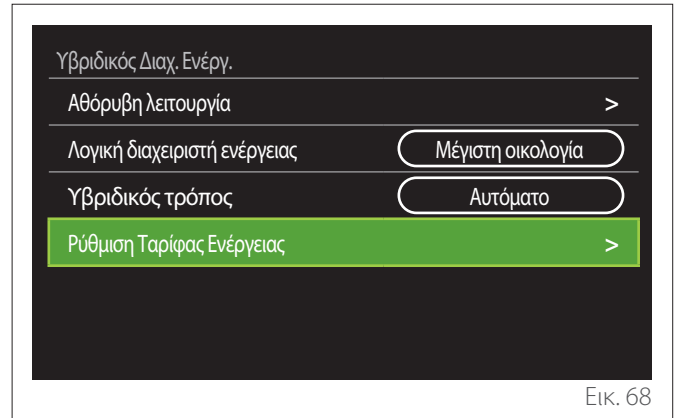 Υβριδικός Διαχ. Ενέργ.
Αθόρυβη λειτουργία >
Λογική διαχειριστή ενέργειας Μέγιστη οικολογία
Υβριδικός τρόπος Αυτόματο
Ρύθμιση Ταρίφας Ενέργειας >
Εικ. 68